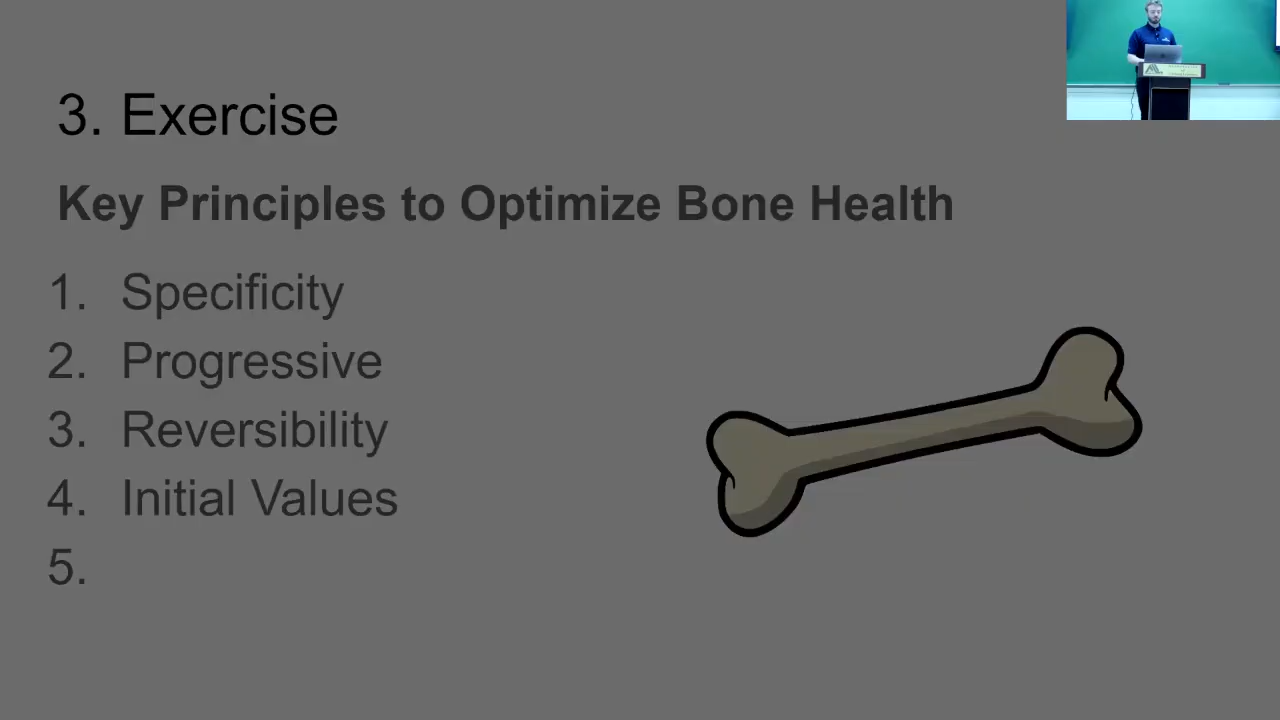 3. Exercise
Key Principles to Optimize Bone Health
1. Specificity
2. Progressive
3. Reversibility
4. Initial Values
5.